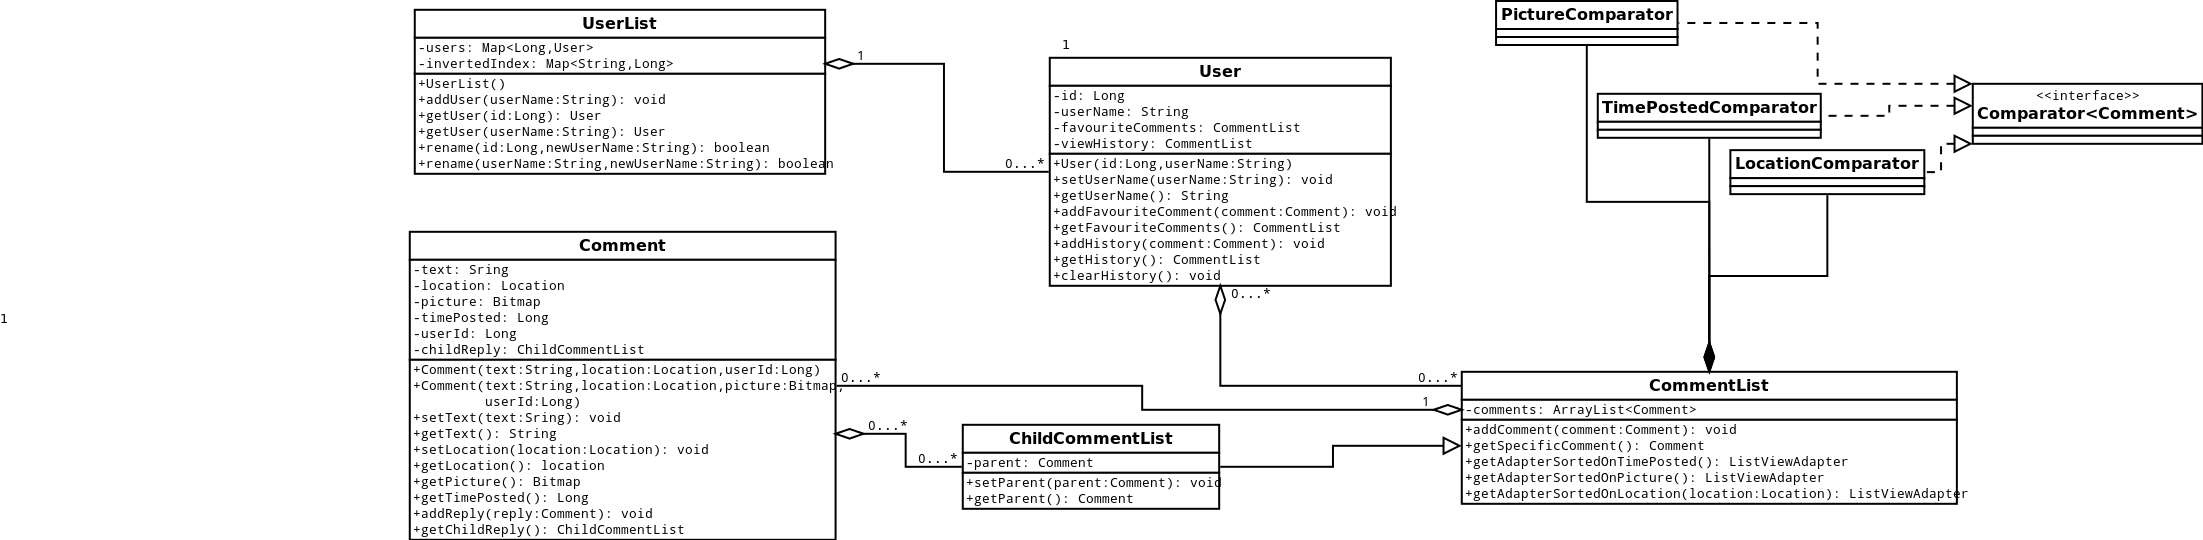 UserList
-users: Map<Long,User>
-invertedIndex: Map<String,Long>
+UserList()
+addUser(userName:String): void
+getUser(id:Long): User
+getUser(userName:String): User
+rename(id:Long,newUserName:String): boolean
+rename(userName:String,newUserName:String): boolean
1
0...*
1
User
-id: Long
-userName: String
-favouriteComments: CommentList
-viewHistory: CommentList
+User(id:Long,userName:String)
+setUserName(userName:String): void
+getUserName(): String
+addFavouriteComment(comment:Comment): void
+getFavouriteComments(): CommentList
+addHistory(comment:Comment): void
+getHistory(): CommentList
+clearHistory(): void
0...*
PictureComparator
TimePostedComparator
LocationComparator
<<interface>>
Comparator<Comment>
1
Comment
-text: Sring
-location: Location
-picture: Bitmap
-timePosted: Long
-userId: Long
-childReply: ChildCommentList
+Comment(text:String,location:Location,userId:Long)
+Comment(text:String,location:Location,picture:Bitmap,
userId:Long)
+setText(text:Sring): void
+getText(): String
+setLocation(location:Location): void
+getLocation(): location
+getPicture(): Bitmap
+getTimePosted(): Long
+addReply(reply:Comment): void
+getChildReply(): ChildCommentList
0...*
0...*
0...*
ChildCommentList
-parent: Comment
+setParent(parent:Comment): void
+getParent(): Comment
0...*
1
CommentList
-comments: ArrayList<Comment>
+addComment(comment:Comment): void
+getSpecificComment(): Comment
+getAdapterSortedOnTimePosted(): ListViewAdapter
+getAdapterSortedOnPicture(): ListViewAdapter
+getAdapterSortedOnLocation(location:Location): ListViewAdapter